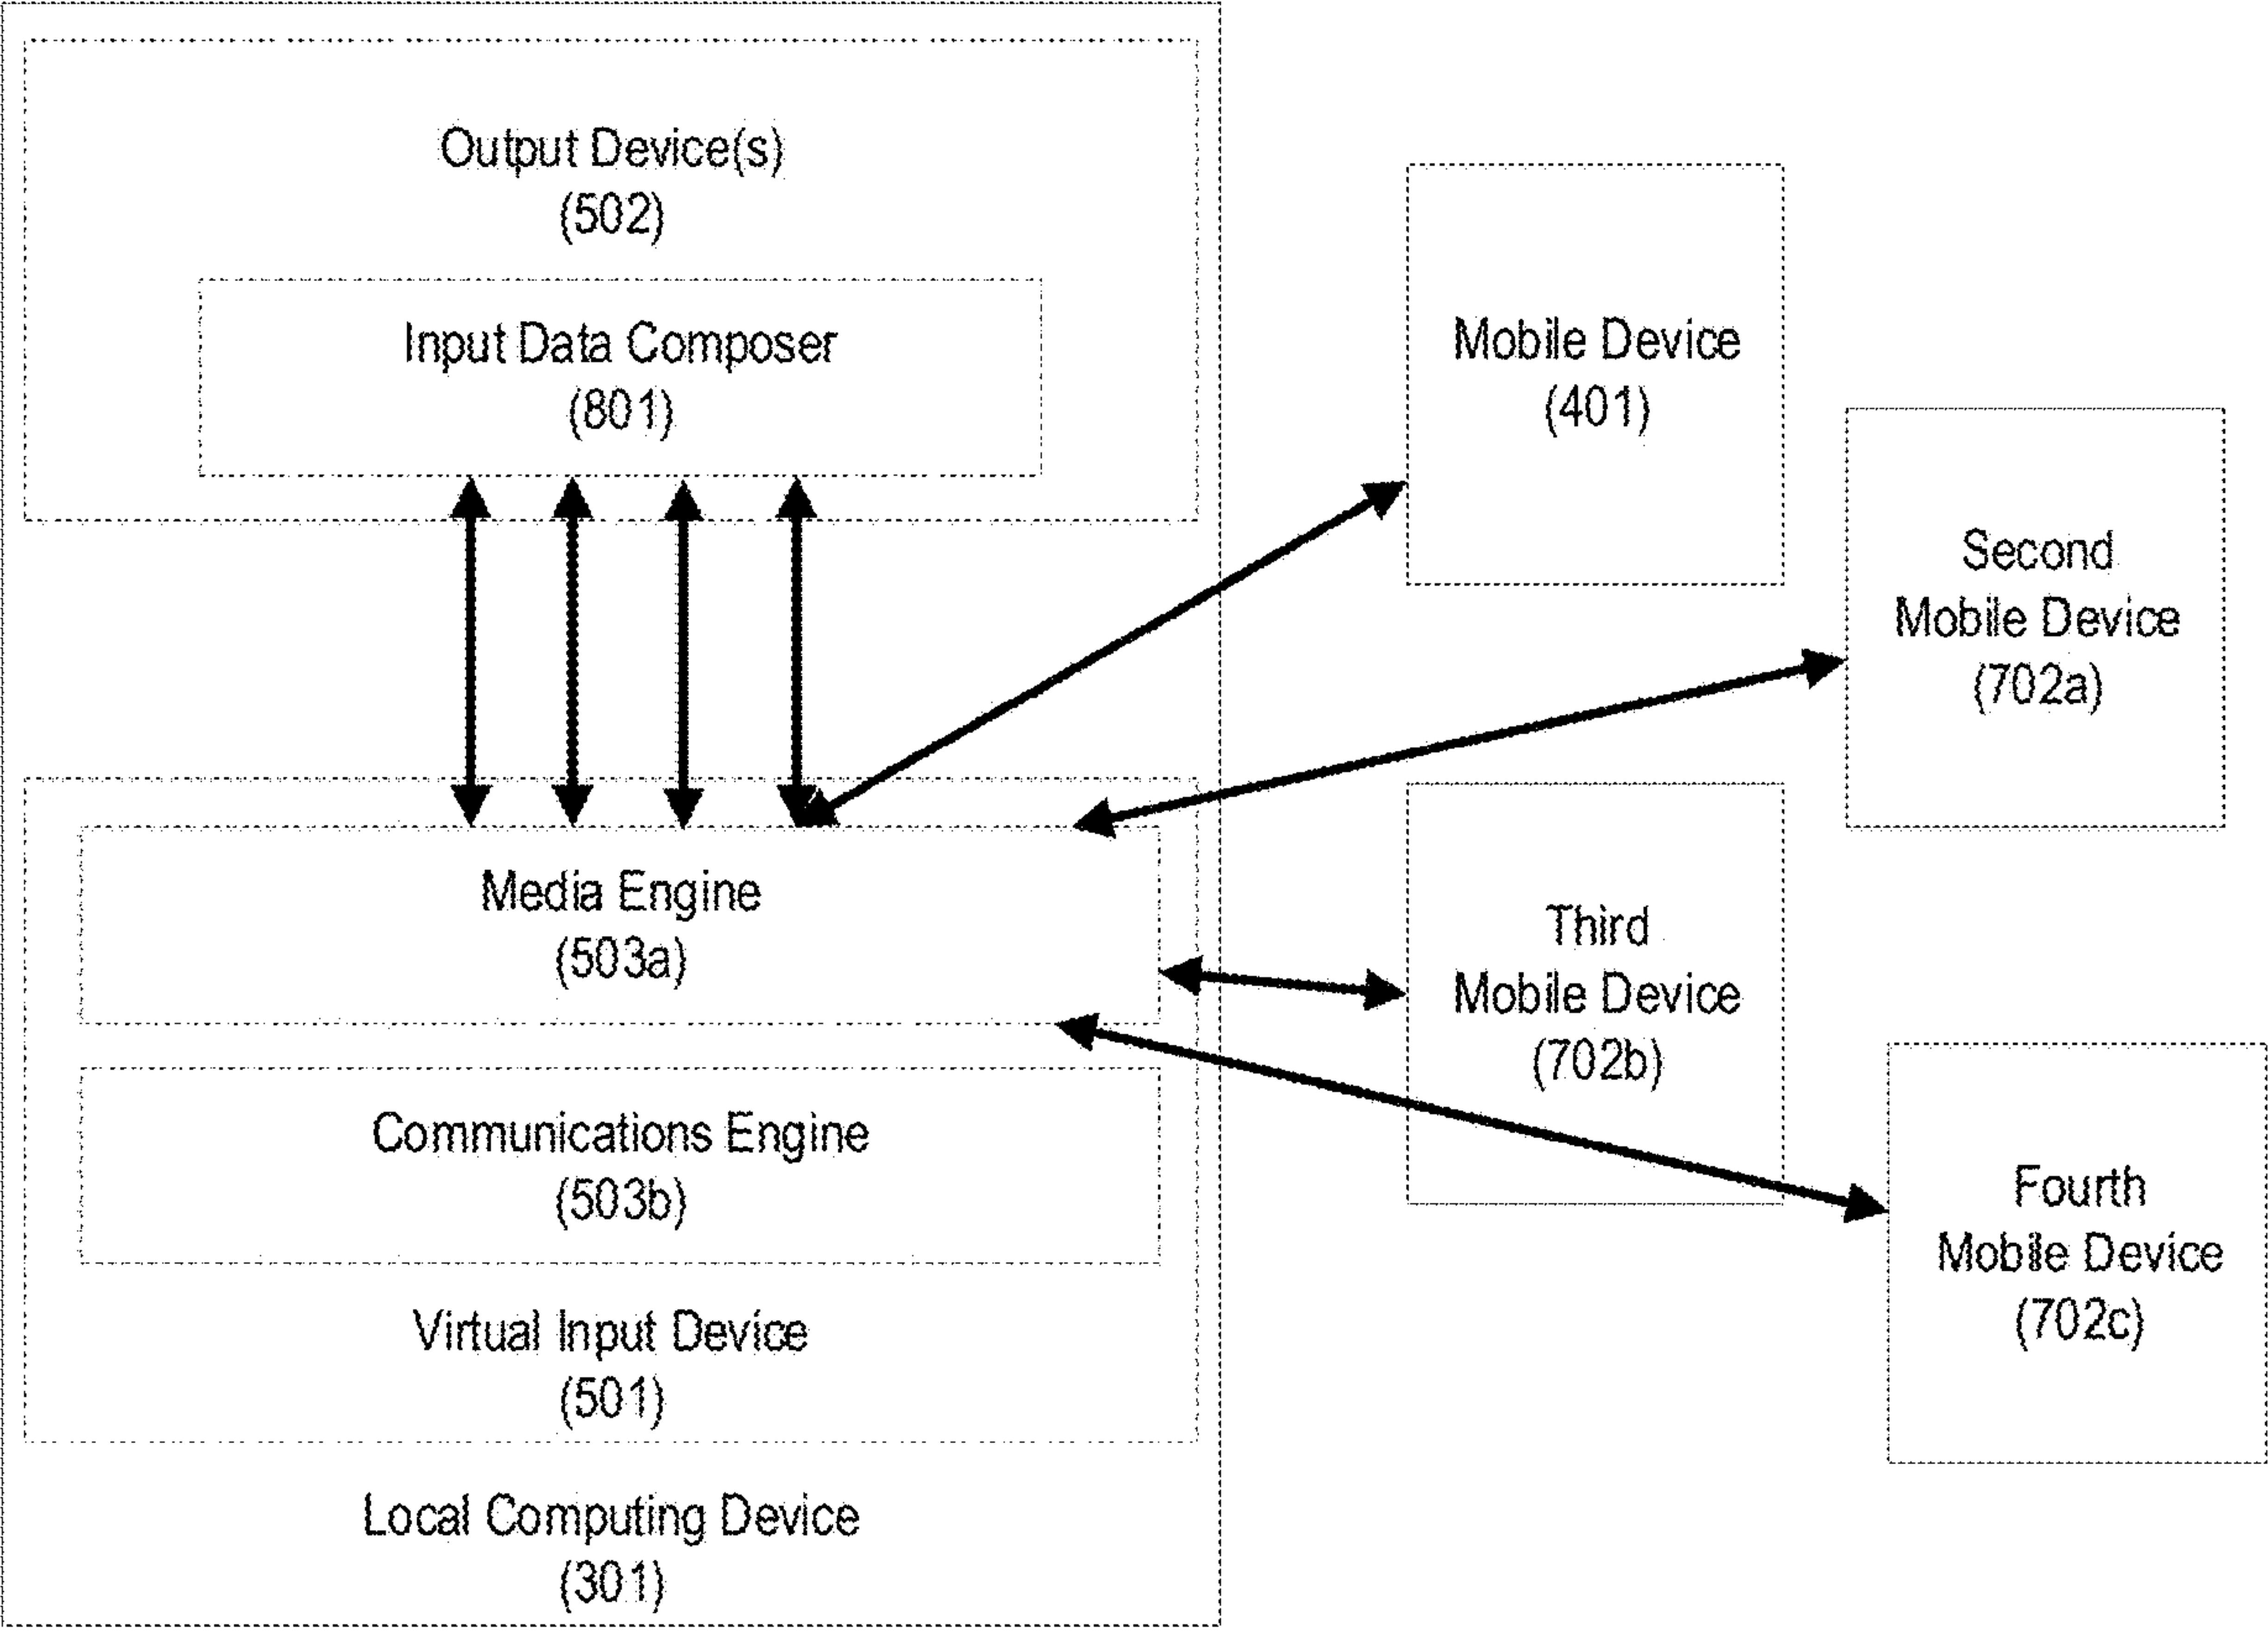 Output Device(s)
(502)
Input Data Composer
(801)
Mobile Device
(401)
Second
Mobile Device
(702a)
Media Engine
(503a)
Third
Mobile Device
(702b)
Communications Engine
(503b)
Fourth
Mobile Device
(702c)
Virtual Input Device
(501)
Local Computing Device
(301)